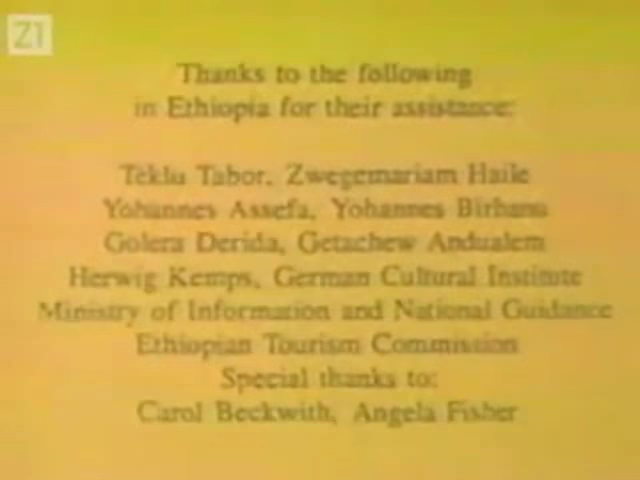 Z1
Thanks to the following
in Ethiopia for their assistance:
Teklu Tabor, Zwegemariam Haile
Yohannes Assefa, Yohannes Birhanu
Golera Derida, Getachew Andualem
Herwig Kemps, German Cultural Institute
Ministry of Information and National Guidance
Ethiopian Tourism Commission
Special thanks to:
Carol Beckwith, Angela Fisher